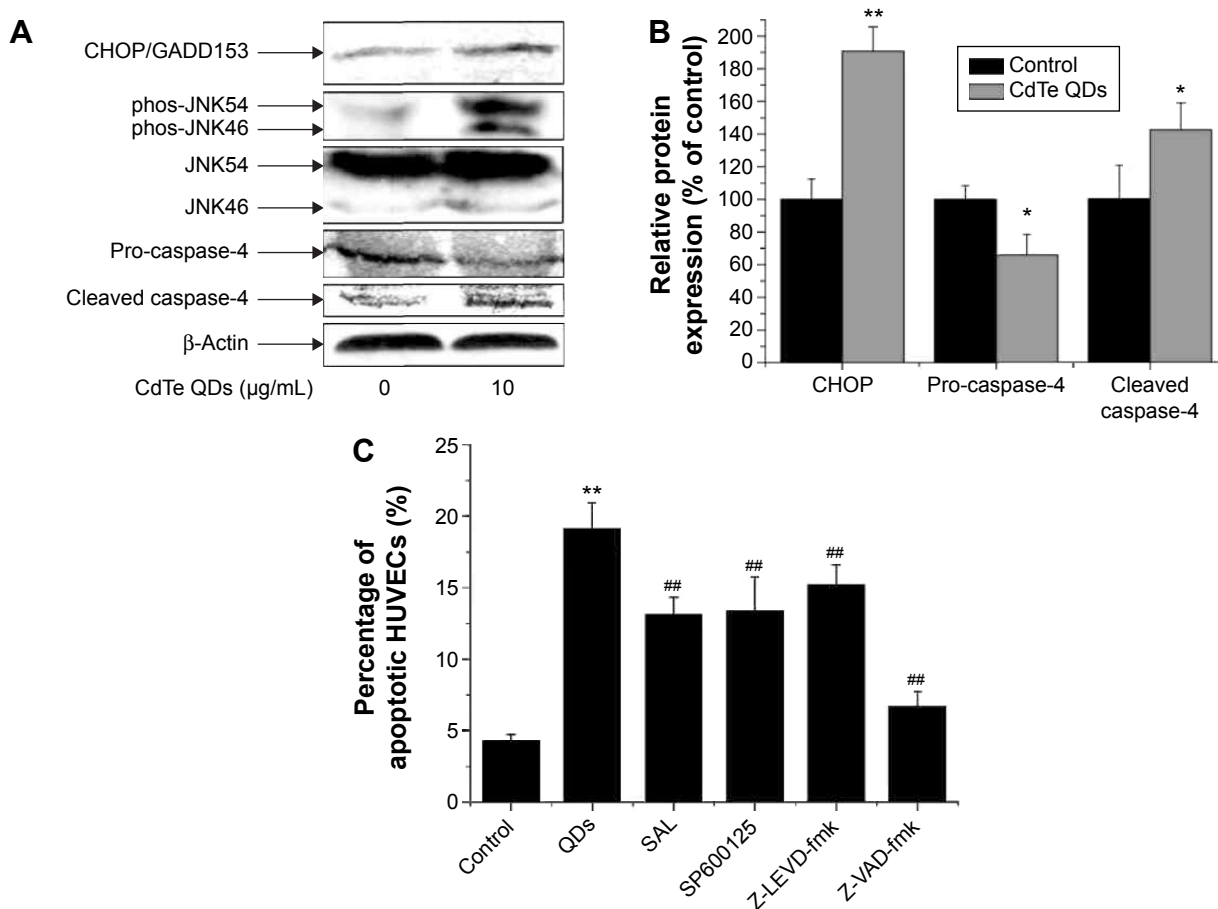 A
CHOP/GADD153
phos-JNK54
phos-JNK46
JNK54
JNK46
Pro-caspase-4
Cleaved caspase-4
β-Actin
CdTe QDs (µg/mL) 0 10
B
Relative protein
expression (% of control)
200
180
160
140
120
100
80
60
40
20
0
**
*
*
Control
CdTe QDs
CHOP
Pro-caspase-4
Cleaved
caspase-4
C
Percentage of
apoptotic HUVECs (%)
25
20
15
10
5
0
**
##
##
##
##
Control
QDs
SAL
SP600125
Z-LEVD-fmk
Z-VAD-fmk